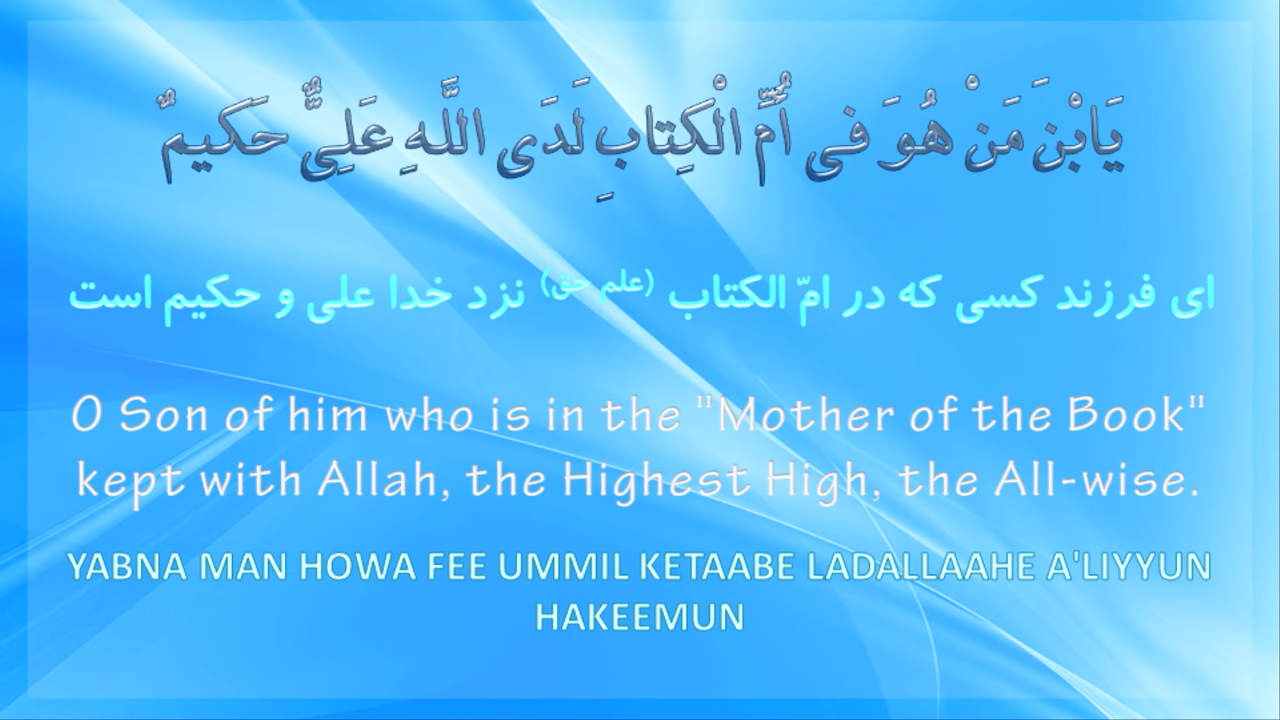 يَابْنَ مَنْ هُوَ فى أُمِّ الْكِتابِ لَدَى اللَّهِ عَلِىٌّ حَكيمٌ
ای فرزند کسی که در امّ الکتاب (علم حق) نزد خدا علی و حکیم است
O Son of him who is in the "Mother of the Book"
kept with Allah, the Highest High, the All-wise.
YABNA MAN HOWA FEE UMMIL KETAABE LADALLAAHE A'LIYYUN
HAKEEMUN